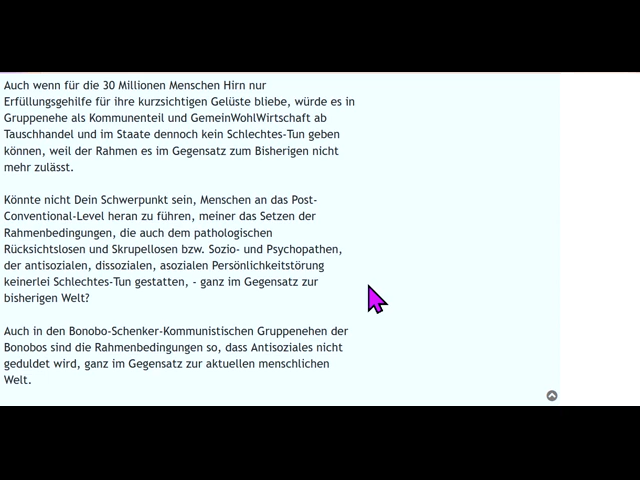 Auch wenn für die 30 Millionen Menschen Hirn nur
Erfüllungsgehilfe für ihre kurzsichtigen Gelüste bliebe, würde es in
Gruppenehe als Kommunenteil und GemeinWohlWirtschaft ab
Tauschhandel und im Staate dennoch kein Schlechtes-Tun geben
können, weil der Rahmen es im Gegensatz zum Bisherigen nicht
mehr zulässt.
Könnte nicht Dein Schwerpunkt sein, Menschen an das Post-
Conventional-Level heran zu führen, meiner das Setzen der
Rahmenbedingungen, die auch dem pathologischen
Rücksichtslosen und Skrupellosen bzw. Sozio- und Psychopathen,
der antisozialen, dissozialen, asozialen Persönlichkeitstörung
keinerlei Schlechtes-Tun gestatten, - ganz im Gegensatz zur
bisherigen Welt?
Auch in den Bonobo-Schenker-Kommunistischen Gruppenehen der
Bonobos sind die Rahmenbedingungen so, dass Antisoziales nicht
geduldet wird, ganz im Gegensatz zur aktuellen menschlichen
Welt.